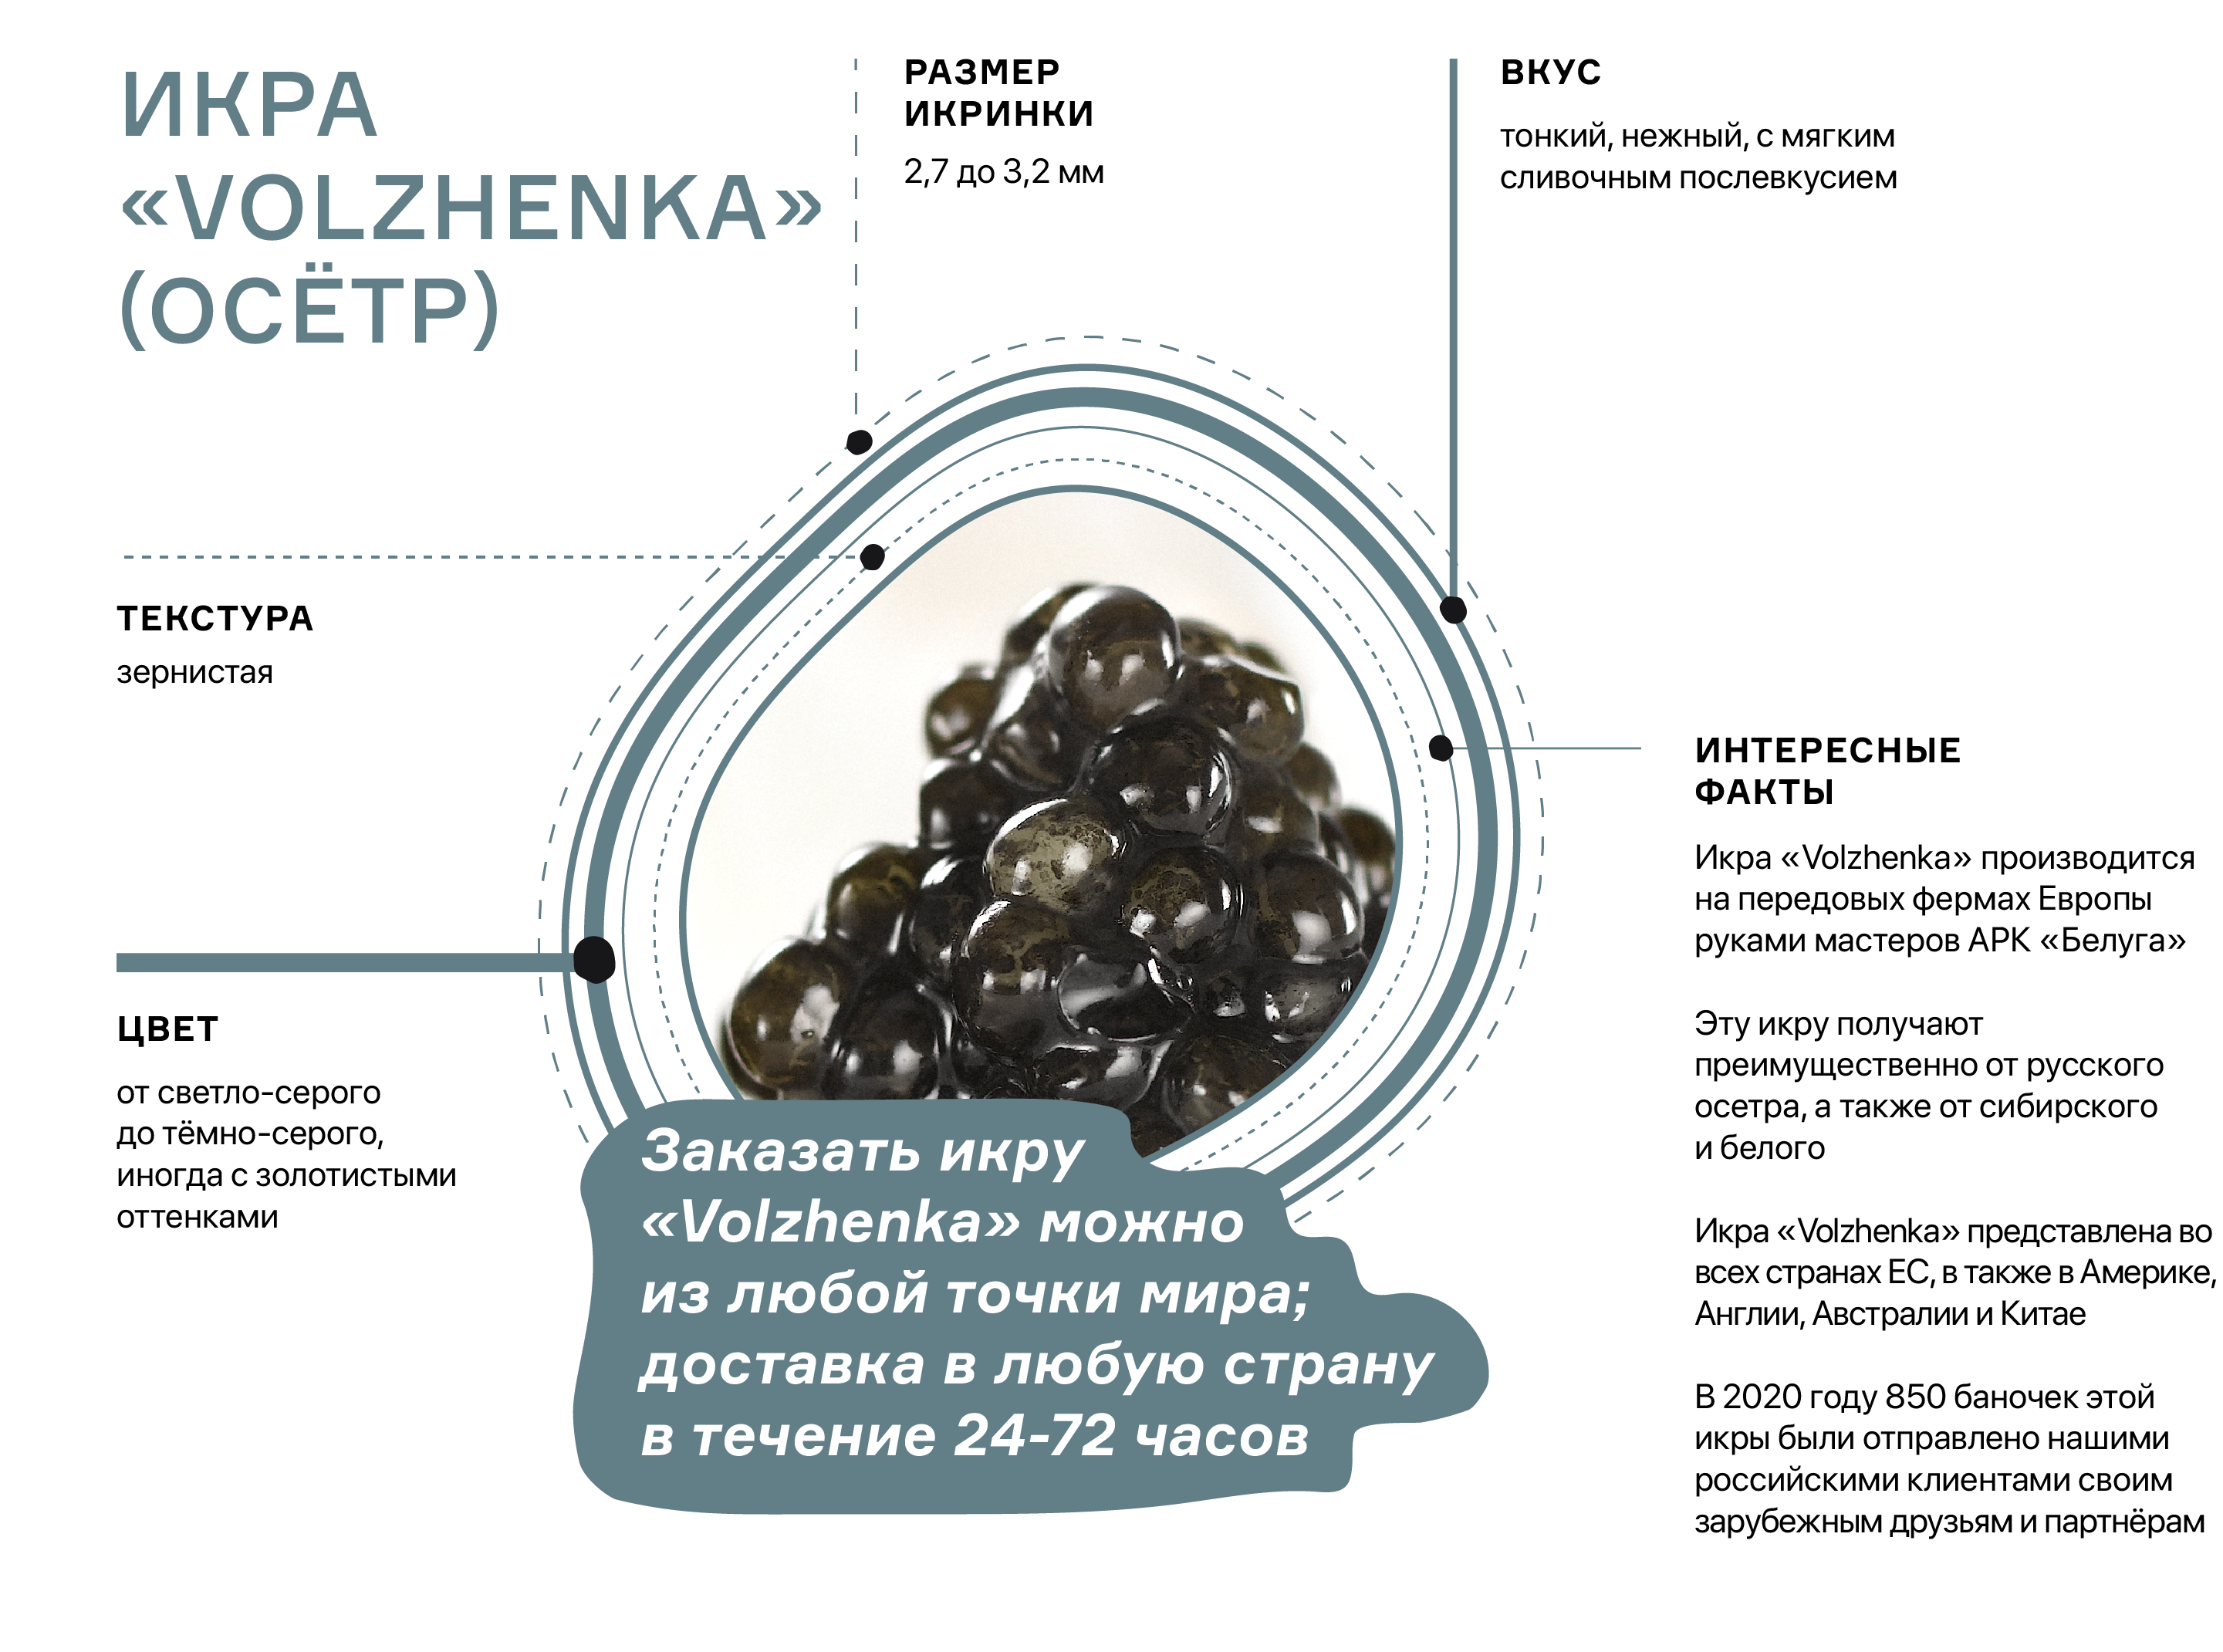 ИКРА
«VOLZHENKA»
(ОСЁТР)
РАЗМЕР
ИКРИНКИ
2,7 до 3,2 мм
ВКУС
тонкий, нежный, с мягким
сливочным послевкусием
ТЕКСТУРА
зернистая
ЦВЕТ
от светло-серого
до тёмно-серого,
иногда с золотистыми
оттенками
ИНТЕРЕСНЫЕ
ФАКТЫ
Икра «Volzhenka» производится
на передовых фермах Европы
руками мастеров АРК «Белуга»
Эту икру получают
преимущественно от русского
осетра, а также от сибирского
и белого
Икра «Volzhenka» представлена во
всех странах ЕС, в также в Америке,
Англии, Австралии и Китае
В 2020 году 850 баночек этой
икры были отправлено нашими
российскими клиентами своим
зарубежным друзьям и партнёрам
Заказать икру
«Volzhenka» можно
из любой точки мира;
доставка в любую страну
в течение 24-72 часов